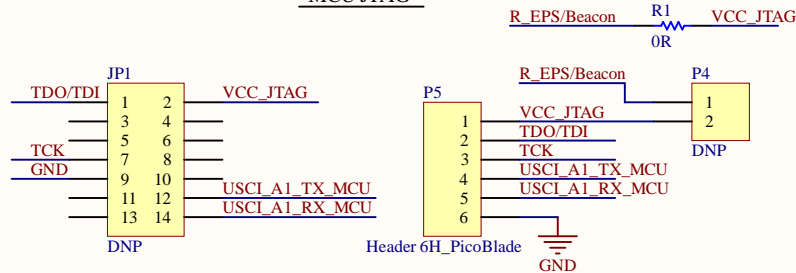 MCU JTAG
R_EPS/Beacon R1 VCC_JTAG
0R
JP1
TDO/TDI 1 2 VCC_JTAG
3 4
5 6
TCK 7 8
GND 9 10
11 12 USCI_A1_TX_MCU
13 14 USCI_A1_RX_MCU
DNP
P5
1 VCC_JTAG
2 TDO/TDI
3 TCK
4 USCI_A1_TX_MCU
5 USCI_A1_RX_MCU
6
Header 6H_PicoBlade
GND
R_EPS/Beacon P4
1
2
DNP